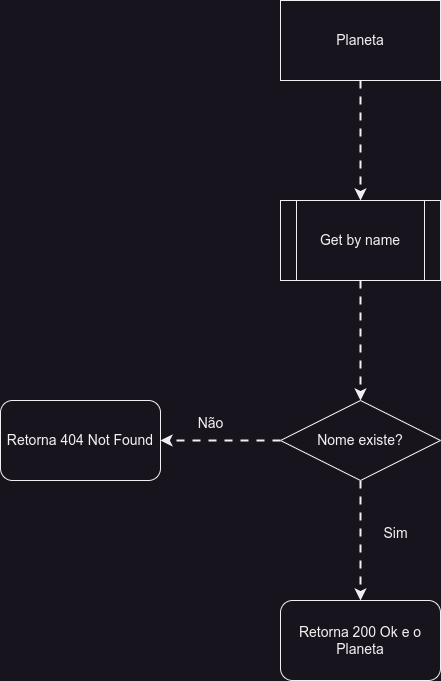 Planeta
Get by name
Não
Retorna 404 Not Found
Nome existe?
Sim
Retorna 200 Ok e o
Planeta